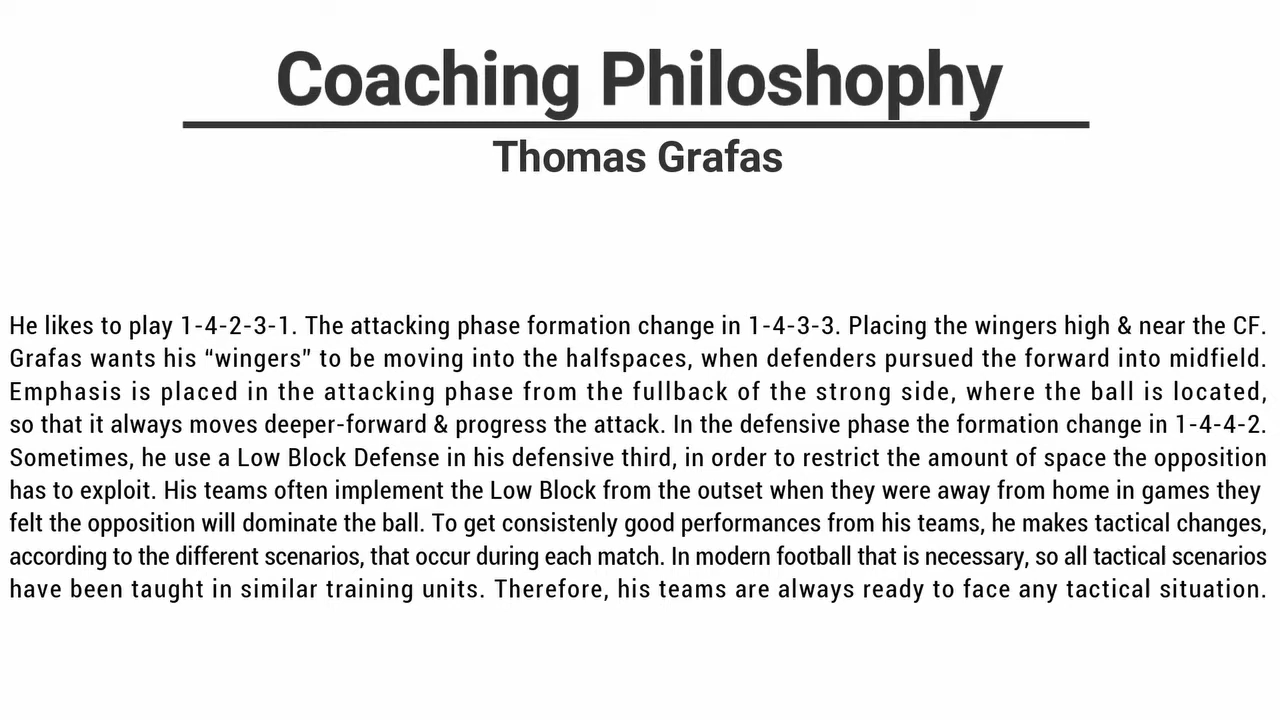 Coaching Philoshophy
Thomas Grafas
He likes to play 1-4-2-3-1. The attacking phase formation change in 1-4-3-3. Placing the wingers high & near the CF.
Grafas wants his “wingers” to be moving into the halfspaces, when defenders pursued the forward into midfield.
Emphasis is placed in the attacking phase from the fullback of the strong side, where the ball is located,
so that it always moves deeper-forward & progress the attack. In the defensive phase the formation change in 1-4-4-2.
Sometimes, he use a Low Block Defense in his defensive third, in order to restrict the amount of space the opposition
has to exploit. His teams often implement the Low Block from the outset when they were away from home in games they
felt the opposition will dominate the ball. To get consistenly good performances from his teams, he makes tactical changes,
according to the different scenarios, that occur during each match. In modern football that is necessary, so all tactical scenarios
have been taught in similar training units. Therefore, his teams are always ready to face any tactical situation.